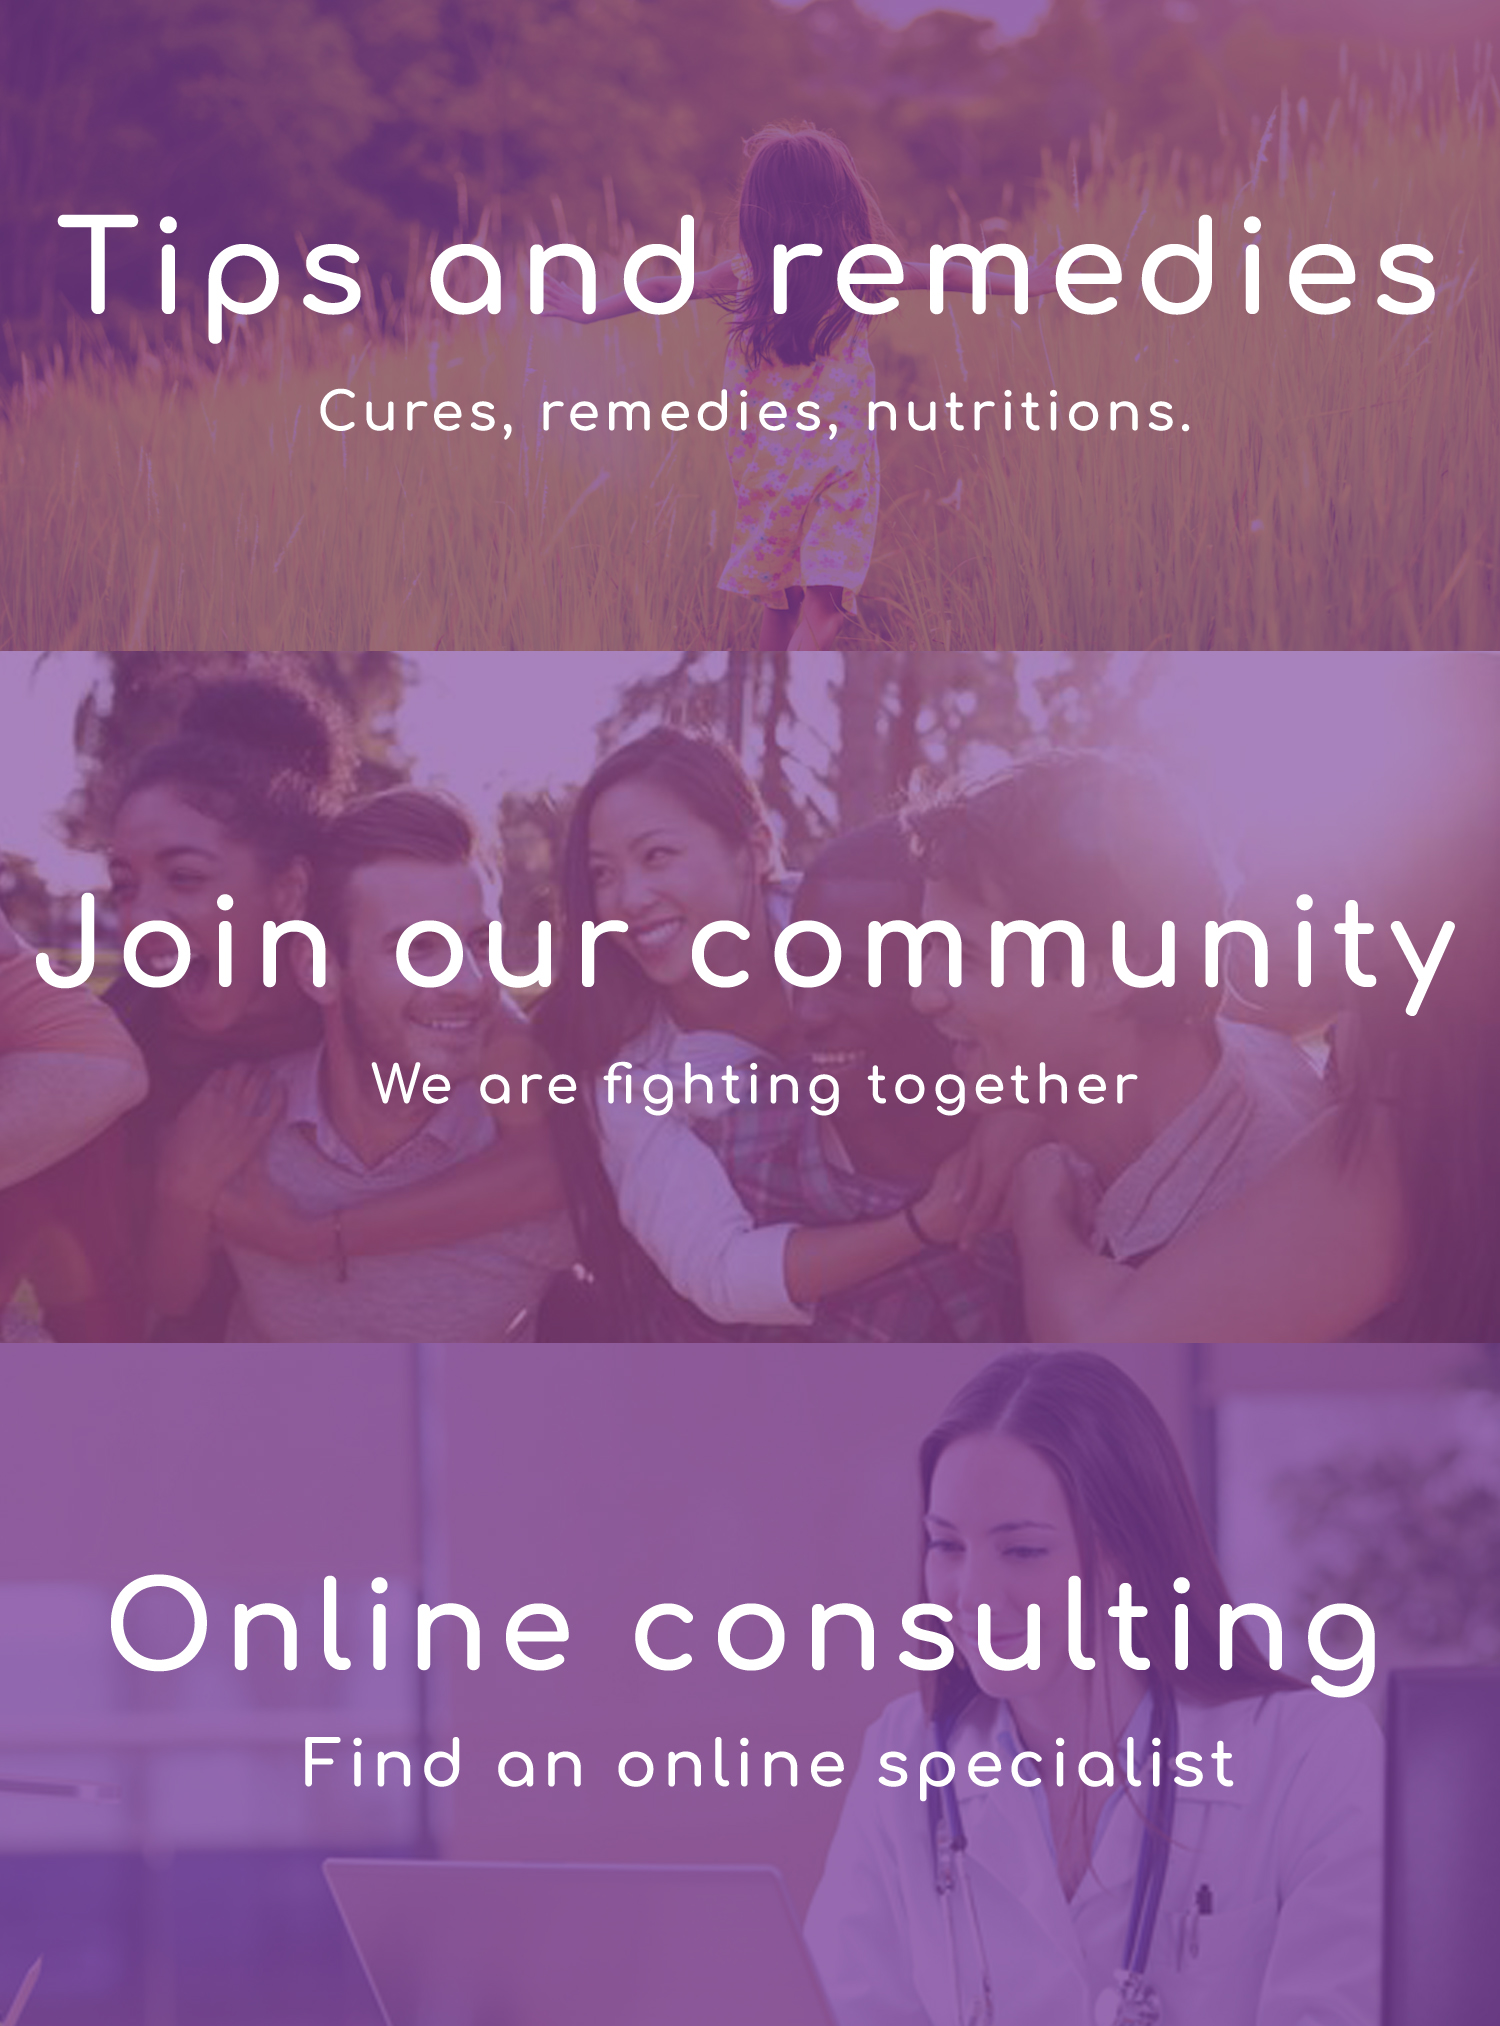 Tips and remedies
Cures, remedies, nutritions.
Join our community
We are fighting together
Online consulting
Find an online specialist